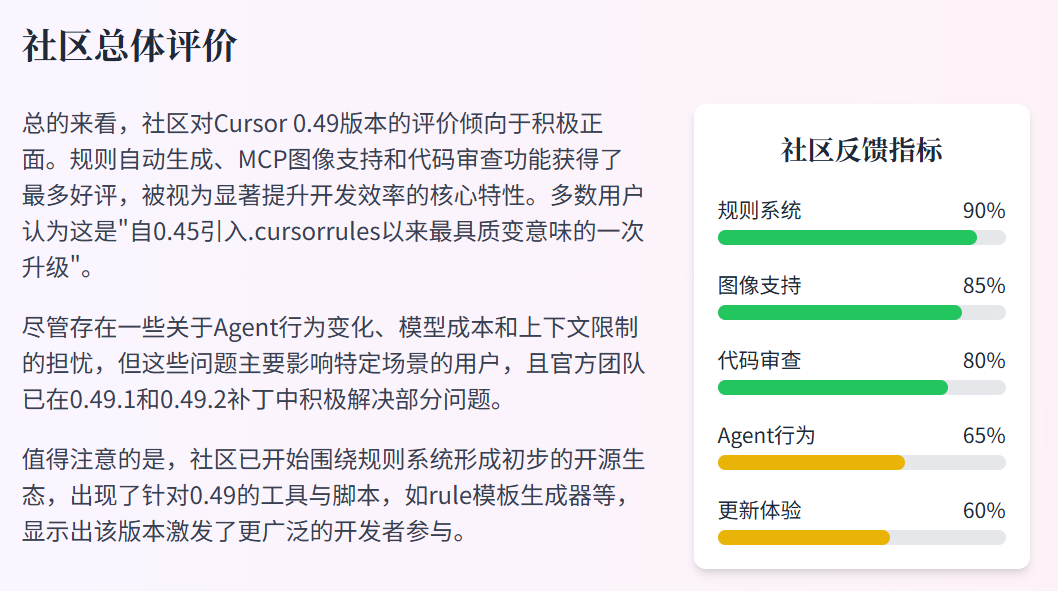 社区总体评价
总的来看，社区对Cursor 0.49版本的评价倾向于积极正
面。规则自动生成、MCP图像支持和代码审查功能获得了
最多好评，被视为显著提升开发效率的核心特性。多数用户
认为这是"自0.45引入.cursorrules以来最具质变意味的一次
升级"。
尽管存在一些关于Agent行为变化、模型成本和上下文限制
的担忧，但这些问题主要影响特定场景的用户，且官方团队
已在0.49.1和0.49.2补丁中积极解决部分问题。
值得注意的是，社区已开始围绕规则系统形成初步的开源生
态，出现了针对0.49的工具与脚本，如rule模板生成器等，
显示出该版本激发了更广泛的开发者参与。
社区反馈指标
规则系统 90%
图像支持 85%
代码审查 80%
Agent行为 65%
更新体验 60%